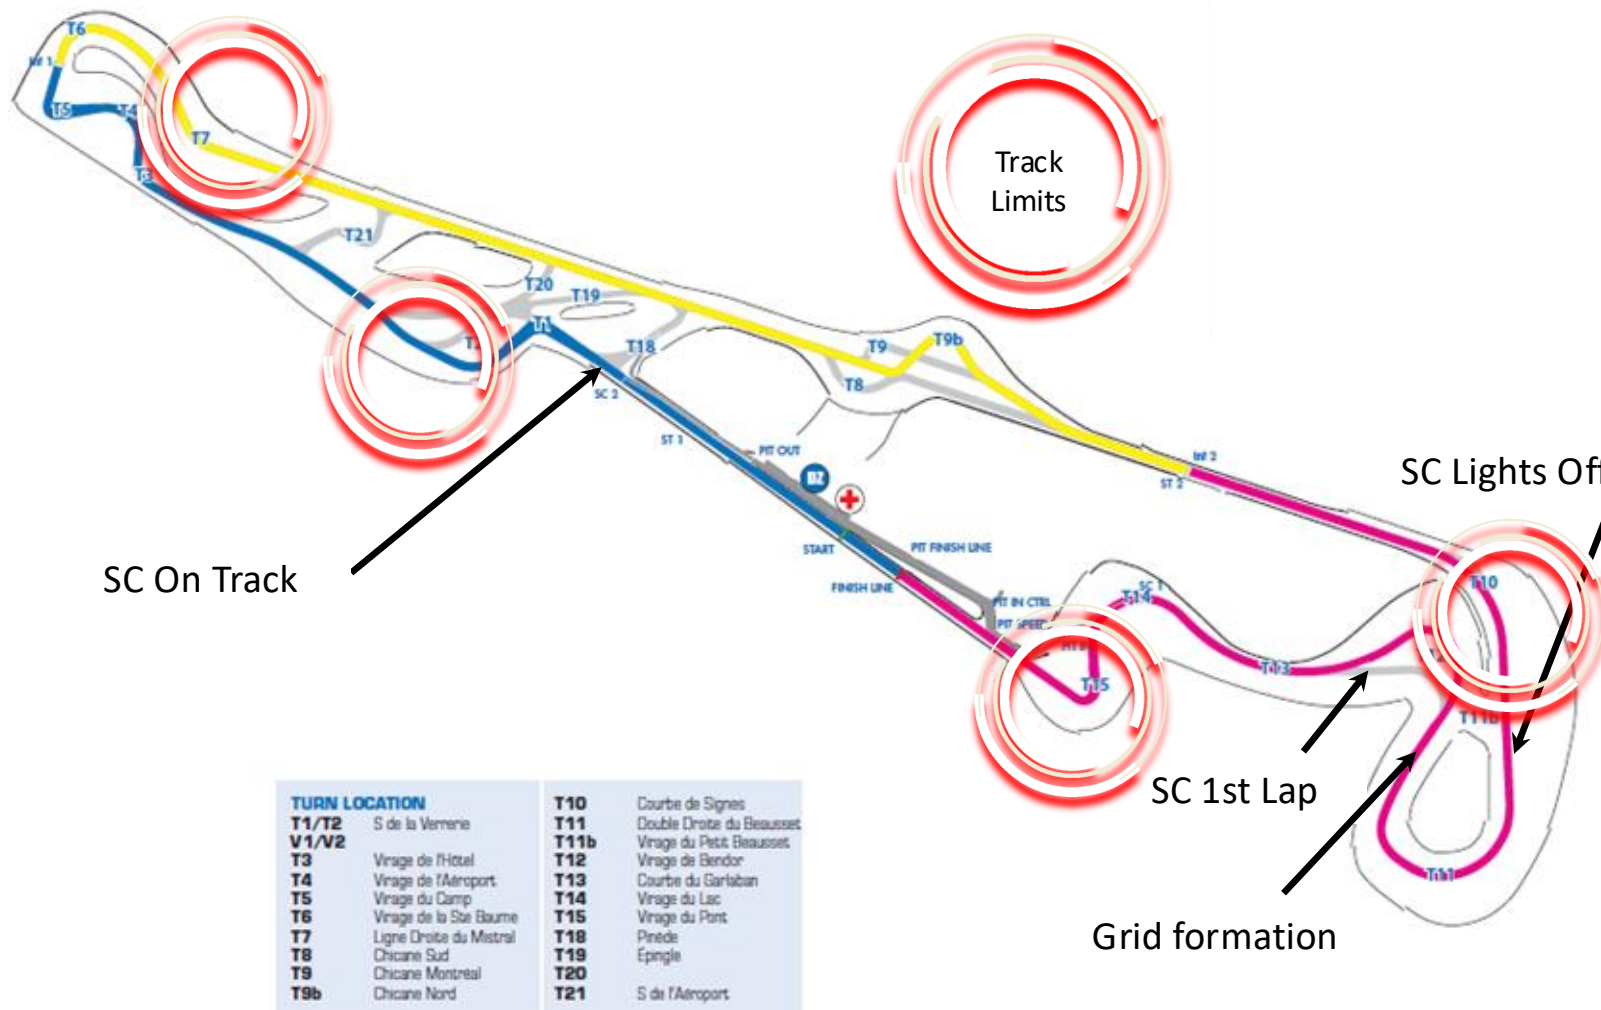 T6
Int 1
T5
T4
T7
T3
T21
T20
T19
T1
T18
T9
T9b
T8
Track
Limits
SC 2
ST 1
PIT OUT
START
FINISH LINE
PIT FINISH LINE
PIT IN CTRL
Int 2
ST 2
SC Lights Of
SC On Track
T10
SC 1
T14
T13
T15
T11b
T11
SC 1st Lap
Grid formation
TURN LOCATION
T1/T2 S de la Verrerie
V1/V2
T3 Virage de l'Hôtel
T4 Virage de l'Aéroport
T5 Virage du Camp
T6 Virage de la Ste Baume
T7 Ligne Droite du Mistral
T8 Chicane Sud
T9 Chicane Montréal
T9b Chicane Nord
T10 Courbe de Signes
T11 Double Droite du Beausset
T11b Virage du Petit Beausset
T12 Virage de Bendor
T13 Courbe du Garlaban
T14 Virage du Lac
T15 Virage du Pont
T18 Pinède
T19 Epingle
T20
T21 S de l'Aéroport